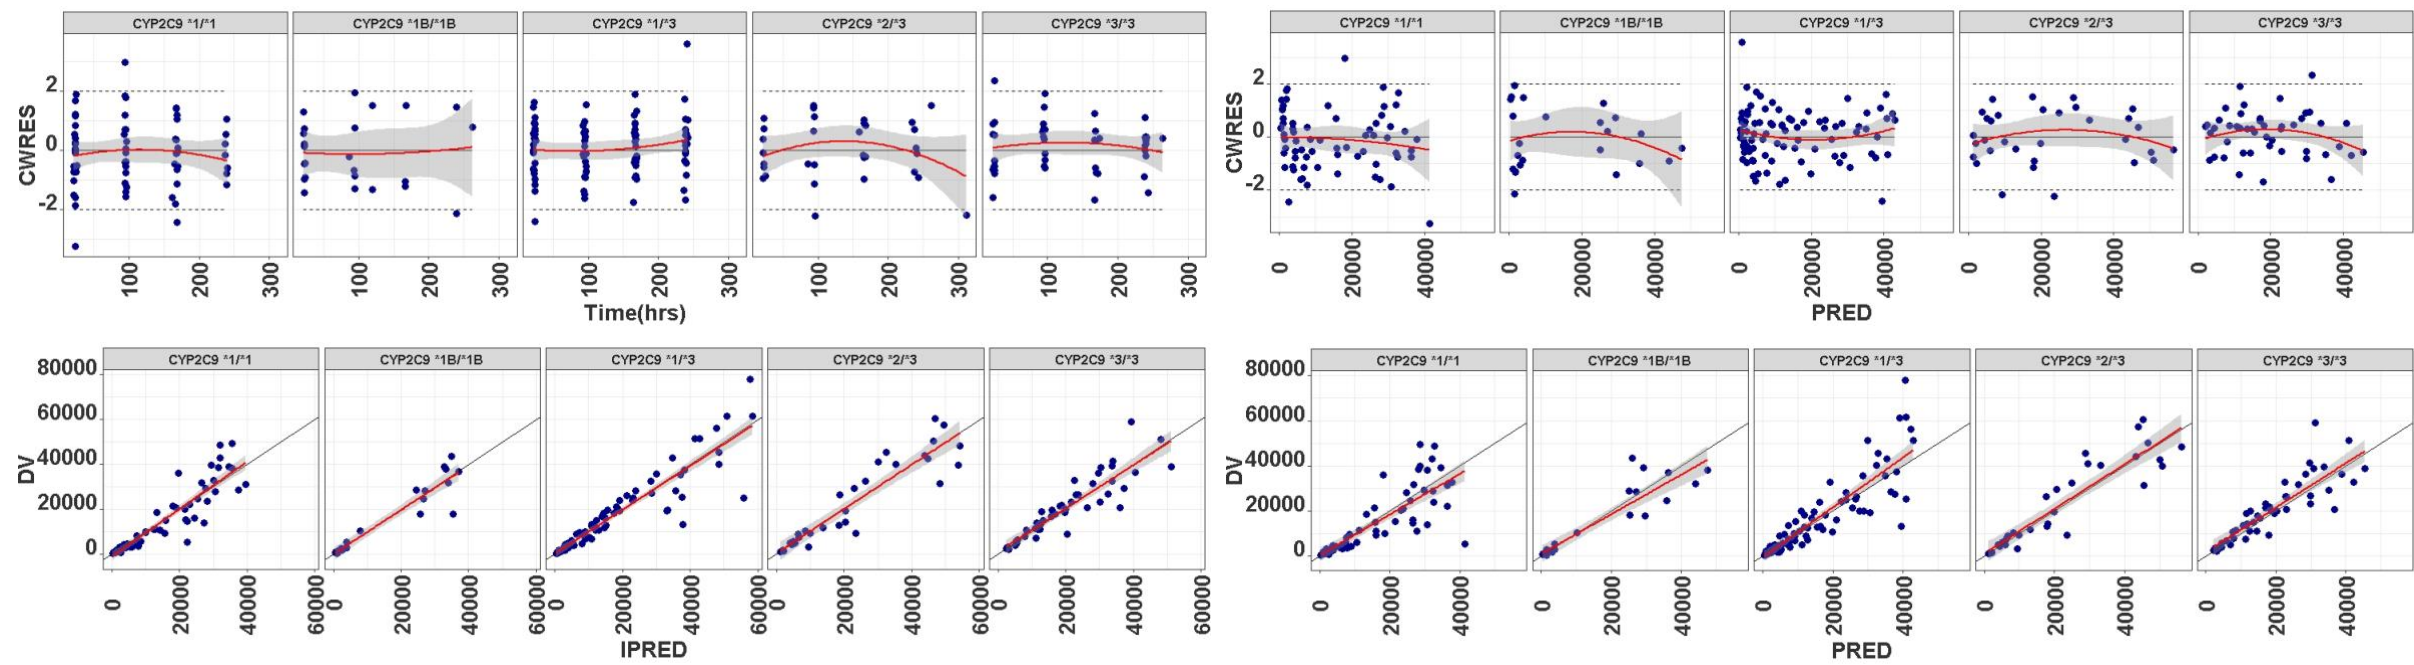 CYP2C9 *1/*1 CYP2C9 *1B/*1B CYP2C9 *1/*3 CYP2C9 *2/*3 CYP2C9 *3/*3
CWRES
2
0
-2
100 200 300 100 200 300 100 200 300 100 200 300 100 200 300
Time(hrs)
CYP2C9 *1/*1 CYP2C9 *1B/*1B CYP2C9 *1/*3 CYP2C9 *2/*3 CYP2C9 *3/*3
CWRES
2
0
-2
0 20000 40000 0 20000 40000 0 20000 40000 0 20000 40000 0 20000 40000
PRED
CYP2C9 *1/*1 CYP2C9 *1B/*1B CYP2C9 *1/*3 CYP2C9 *2/*3 CYP2C9 *3/*3
DV
80000
60000
40000
20000
0
0 20000 40000 60000 0 20000 40000 60000 0 20000 40000 60000 0 20000 40000 60000 0 20000 40000 60000
IPRED
CYP2C9 *1/*1 CYP2C9 *1B/*1B CYP2C9 *1/*3 CYP2C9 *2/*3 CYP2C9 *3/*3
DV
80000
60000
40000
20000
0
0 20000 40000 0 20000 40000 0 20000 40000 0 20000 40000 0 20000 40000
PRED